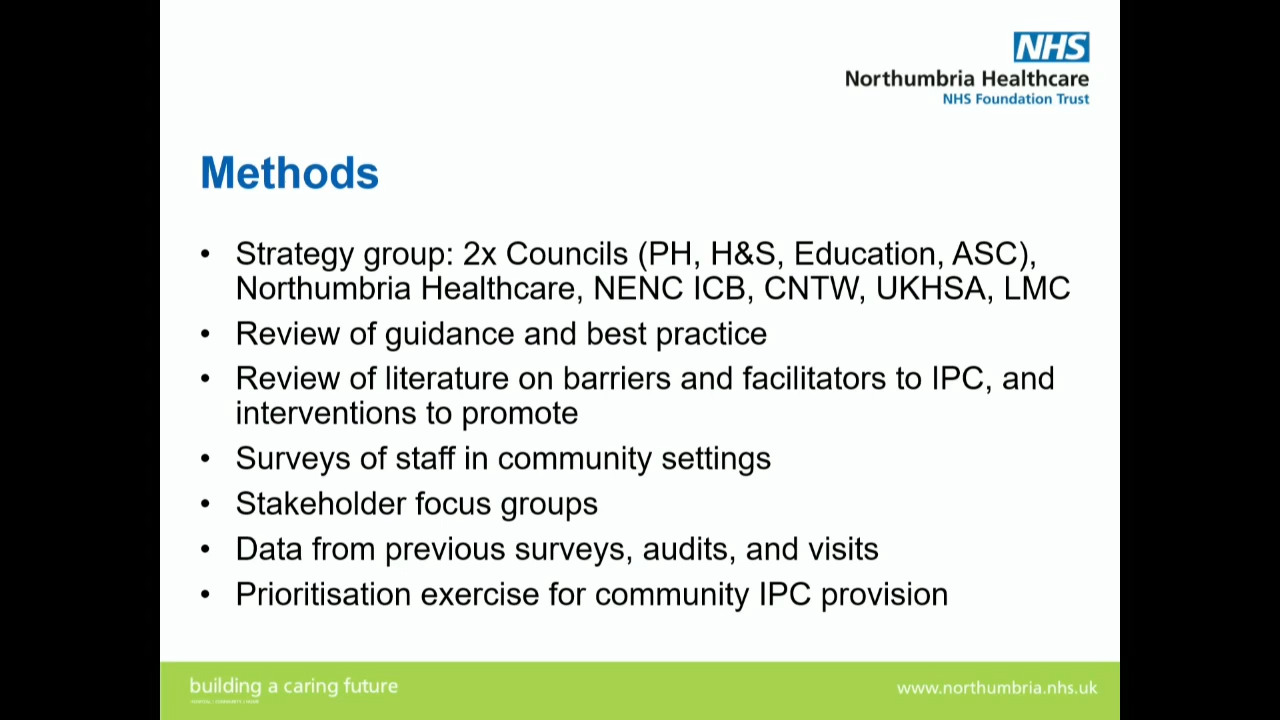 NHS
Northumbria Healthcare
NHS Foundation Trust
Methods
• Strategy group: 2x Councils (PH, H&S, Education, ASC),
Northumbria Healthcare, NENC ICB, CNTW, UKHSA, LMC
• Review of guidance and best practice
• Review of literature on barriers and facilitators to IPC, and
interventions to promote
• Surveys of staff in community settings
• Stakeholder focus groups
• Data from previous surveys, audits, and visits
• Prioritisation exercise for community IPC provision
building a caring future
www.northumbria.nhs.uk